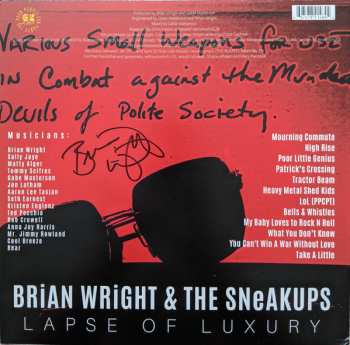 VARIOUS Small Weapons for use
IN Combat against the Mundane
Devils of Polite Society.
Musicians:
Brian Wright
Sally Jaye
Matty Alger
Tommy Scifres
Gabe Masterson
Jon Latham
Aaron Lee Tasjan
Seth Earnest
Kristen Englenz
Ted Pecchio
Rob Crowell
Anna Jay Harris
Mr. Jimmy Rowland
Cool Breeze
Bear
Mourning Commute
High Rise
Poor Little Genius
Patrick's Crossing
Tractor Beam
Heavy Metal Shed Kids
LoL (PPCPE)
Bells & Whistles
My Baby Loves to Rock N Roll
What You Don't Know
You Can't Win A War Without Love
Take A Little
BRiAN WRiGHT & THE SNeAKUPS
LAPSE OF LUXURY